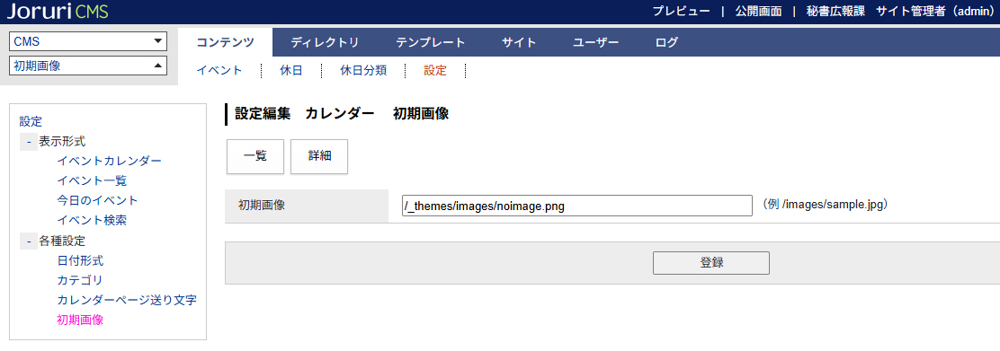 Joruri CMS
プレビュー | 公開画面 | 秘書広報課 サイト管理者（admin）
CMS
初期画像
コンテンツ ディレクトリ テンプレート サイト ユーザー ログ
イベント 休日 休日分類 設定
設定
- 表示形式
イベントカレンダー
イベント一覧
今日のイベント
イベント検索
- 各種設定
日付形式
カテゴリ
カレンダーページ送り文字
初期画像
設定編集 カレンダー 初期画像
一覧 詳細
初期画像 /_themes/images/noimage.png （例 /images/sample.jpg）
登録